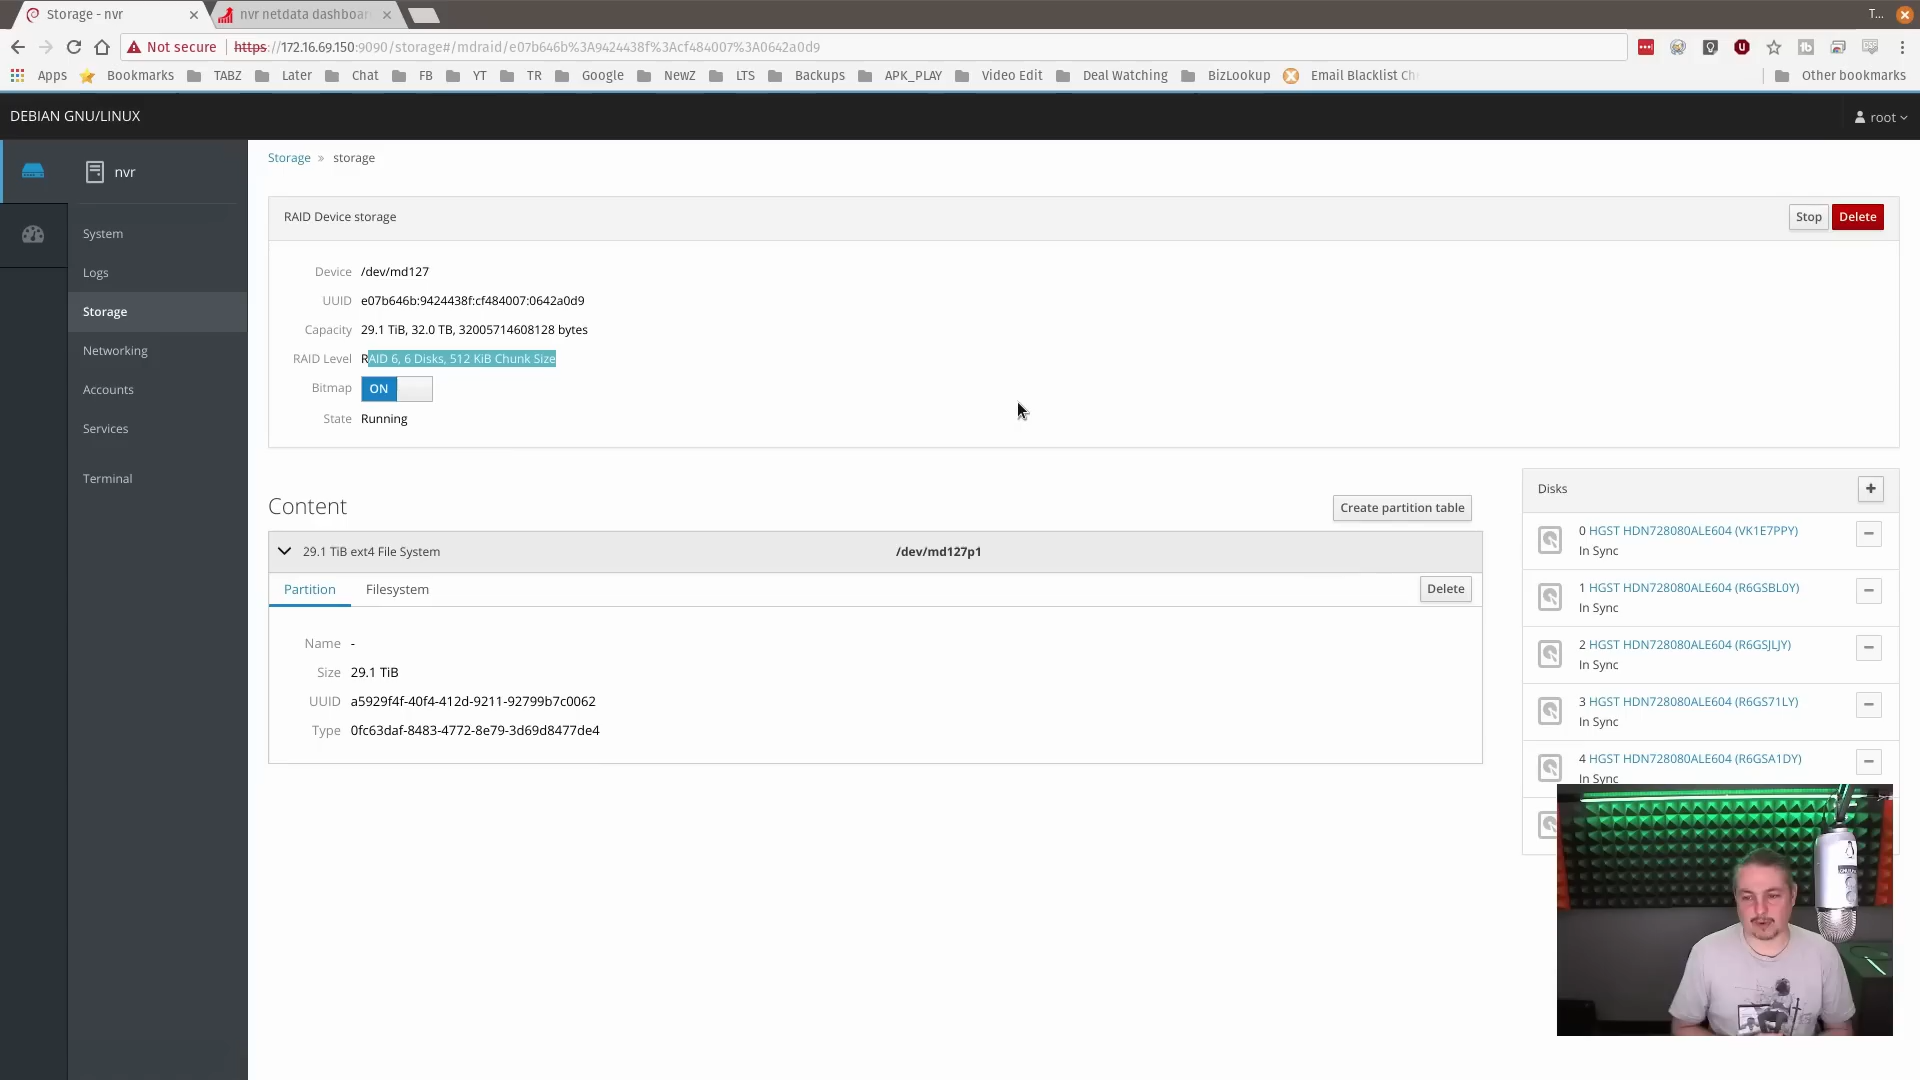 Storage - nvr
nvr netdata dashboar
T...
Not secure
https://172.16.69.150:9090/storage#/mdraid/e07b646b%3A9424438f%3Acf484007%3A0642a0d9
Apps
Bookmarks
TABZ
Later
Chat
FB
YT
TR
Google
NewZ
LTS
Backups
APK_PLAY
Video Edit
Deal Watching
BizLookup
Email Blacklist Ch
Other bookmarks
DEBIAN GNU/LINUX
root
nvr
System
Logs
Storage
Networking
Accounts
Services
Terminal
Storage » storage
RAID Device storage
Stop
Delete
Device /dev/md127
UUID e07b646b:9424438f:cf484007:0642a0d9
Capacity 29.1 TiB, 32.0 TB, 32005714608128 bytes
RAID Level RAID 6, 6 Disks, 512 KiB Chunk Size
Bitmap ON
State Running
Content
Create partition table
29.1 TiB ext4 File System
/dev/md127p1
Partition
Filesystem
Delete
Name -
Size 29.1 TiB
UUID a5929f4f-40f4-412d-9211-92799b7c0062
Type 0fc63daf-8483-4772-8e79-3d69d8477de4
Disks
0 HGST HDN728080ALE604 (VK1E7PPY)
In Sync
1 HGST HDN728080ALE604 (R6GSBL0Y)
In Sync
2 HGST HDN728080ALE604 (R6GSJLJY)
In Sync
3 HGST HDN728080ALE604 (R6GS71LY)
In Sync
4 HGST HDN728080ALE604 (R6GSA1DY)
In Sync